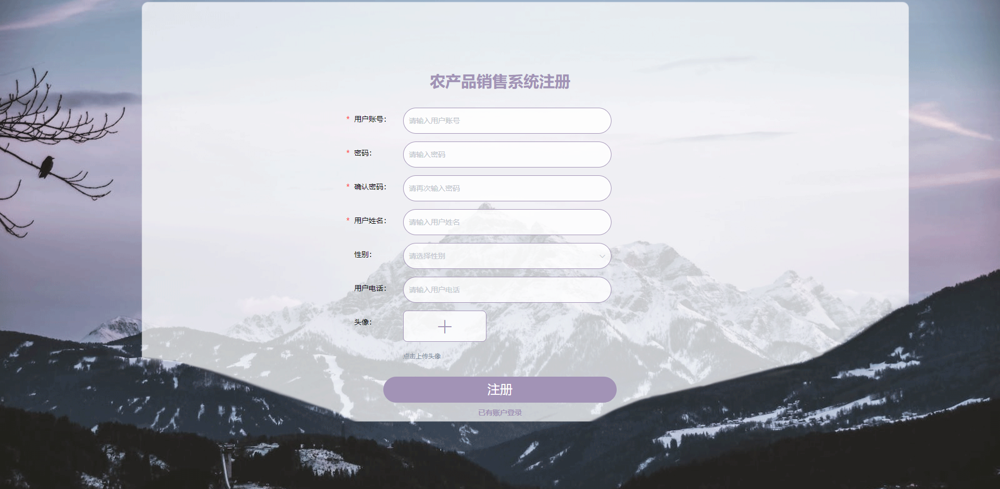 农产品销售系统注册
* 用户账号：
请输入用户账号
* 密码：
请输入密码
* 确认密码：
请再次输入密码
* 用户姓名：
请输入用户姓名
性别：
请选择性别
用户电话：
请输入用户电话
头像：
点击上传头像
注册
已有账户登录